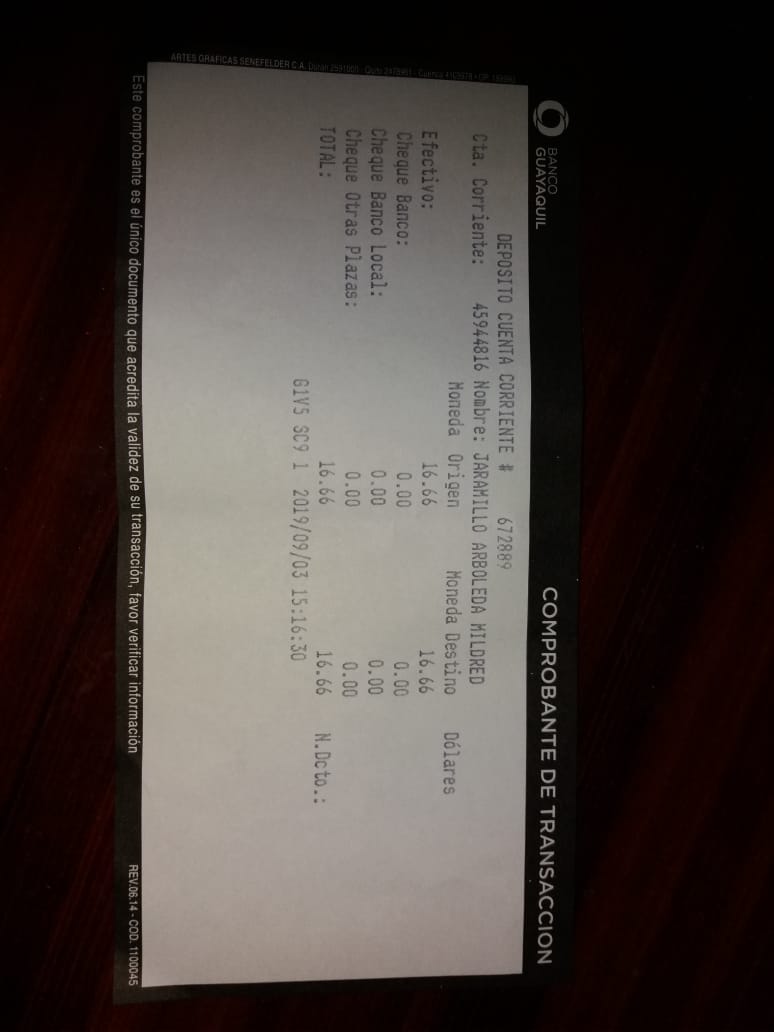 BANCO
GUAYAQUIL
COMPROBANTE DE TRANSACCION
DEPOSITO CUENTA CORRIENTE # 672889
Cta. Corriente: 45944816 Nombre: JARAMILLO ARBOLEDA MILDRED
Moneda Origen Moneda Destino Dólares
Efectivo: 16.66 16.66
Cheque Banco: 0.00 0.00
Cheque Banco Local: 0.00 0.00
Cheque Otras Plazas: 0.00 0.00
TOTAL: 16.66 16.66 N.Dcto.:
G1V5 SC9 1 2019/09/03 15:16:30
Este comprobante es el único documento que acredita la validez de su transacción, favor verificar información
REV.06.14 - COD. 1100045
ARTES GRAFICAS SENEFELDER C.A.